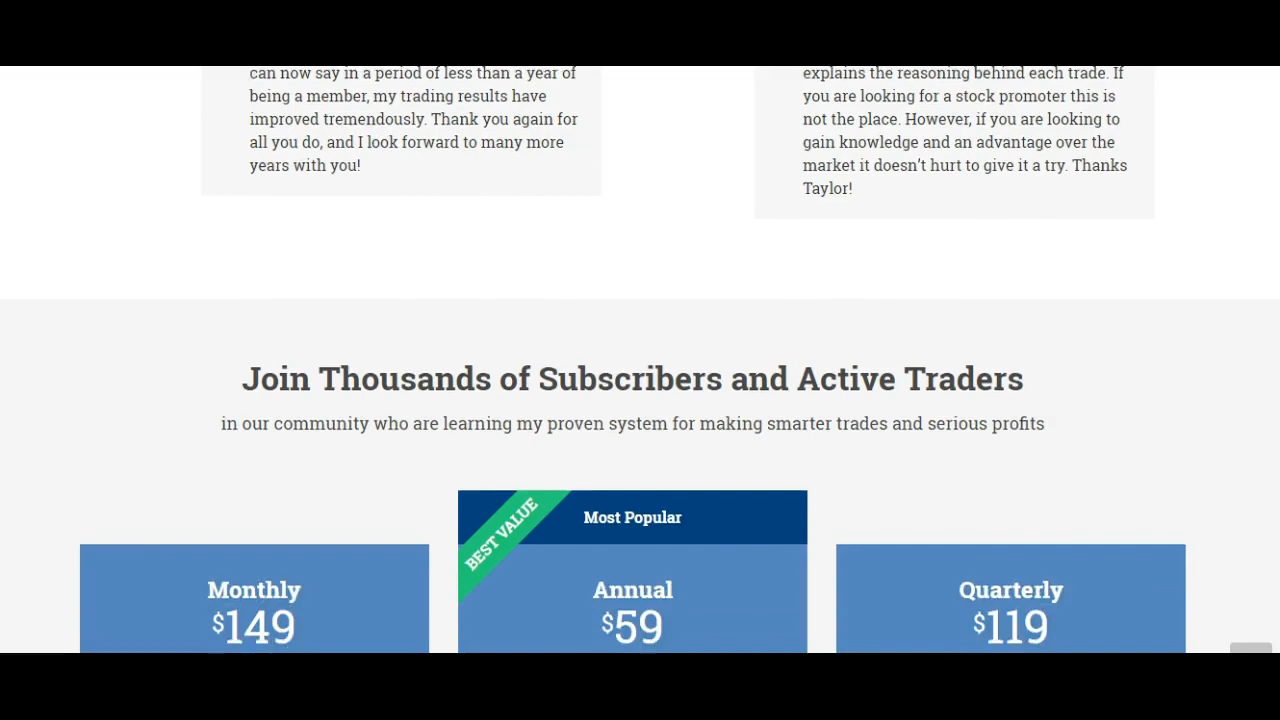 can now say in a period of less than a year of
being a member, my trading results have
improved tremendously. Thank you again for
all you do, and I look forward to many more
years with you!
explains the reasoning behind each trade. If
you are looking for a stock promoter this is
not the place. However, if you are looking to
gain knowledge and an advantage over the
market it doesn’t hurt to give it a try. Thanks
Taylor!
Join Thousands of Subscribers and Active Traders
in our community who are learning my proven system for making smarter trades and serious profits
Monthly
$149
BEST VALUE
Most Popular
Annual
$59
Quarterly
$119